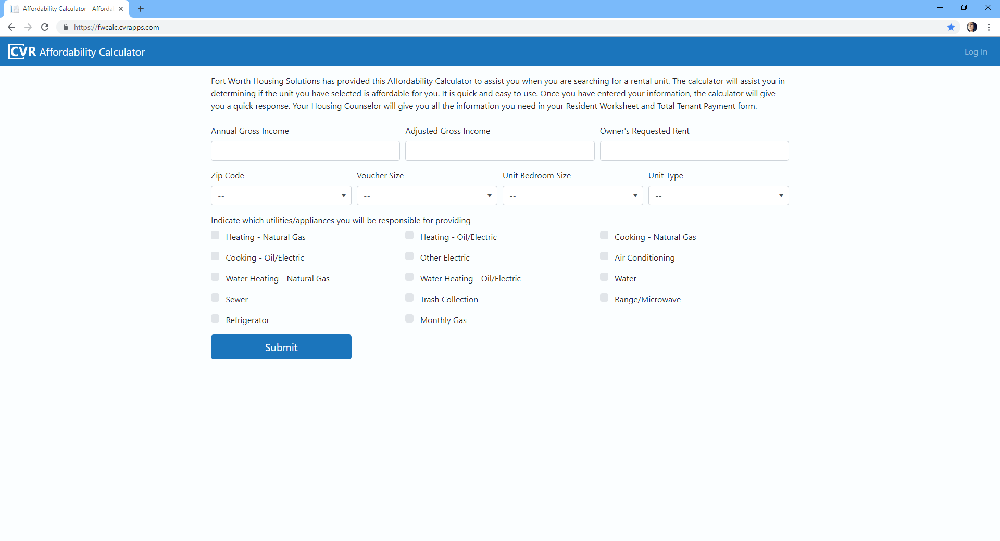 Affordability Calculator - Afforda
https://fwcalc.cvrapps.com
CVR Affordability Calculator
Log In
Fort Worth Housing Solutions has provided this Affordability Calculator to assist you when you are searching for a rental unit. The calculator will assist you in
determining if the unit you have selected is affordable for you. It is quick and easy to use. Once you have entered your information, the calculator will give
you a quick response. Your Housing Counselor will give you all the information you need in your Resident Worksheet and Total Tenant Payment form.
Annual Gross Income Adjusted Gross Income Owner's Requested Rent
Zip Code Voucher Size Unit Bedroom Size Unit Type
-- -- -- --
Indicate which utilities/appliances you will be responsible for providing
Heating - Natural Gas Heating - Oil/Electric Cooking - Natural Gas
Cooking - Oil/Electric Other Electric Air Conditioning
Water Heating - Natural Gas Water Heating - Oil/Electric Water
Sewer Trash Collection Range/Microwave
Refrigerator Monthly Gas
Submit